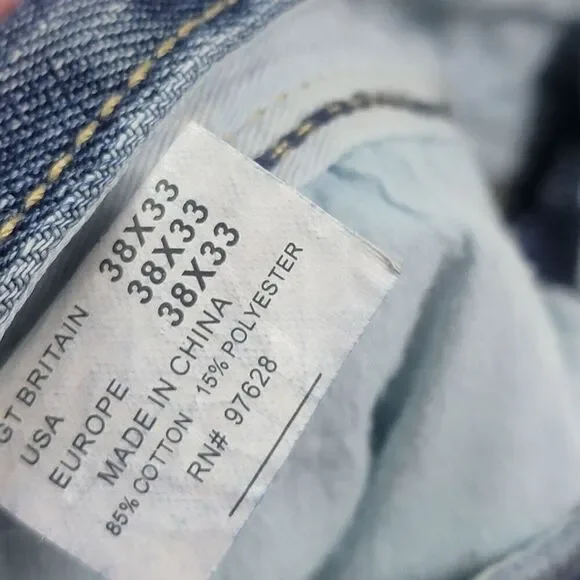 GT BRITAIN 38X33
USA 38X33
EUROPE 38X33
MADE IN CHINA
85% COTTON 15% POLYESTER
RN# 97628